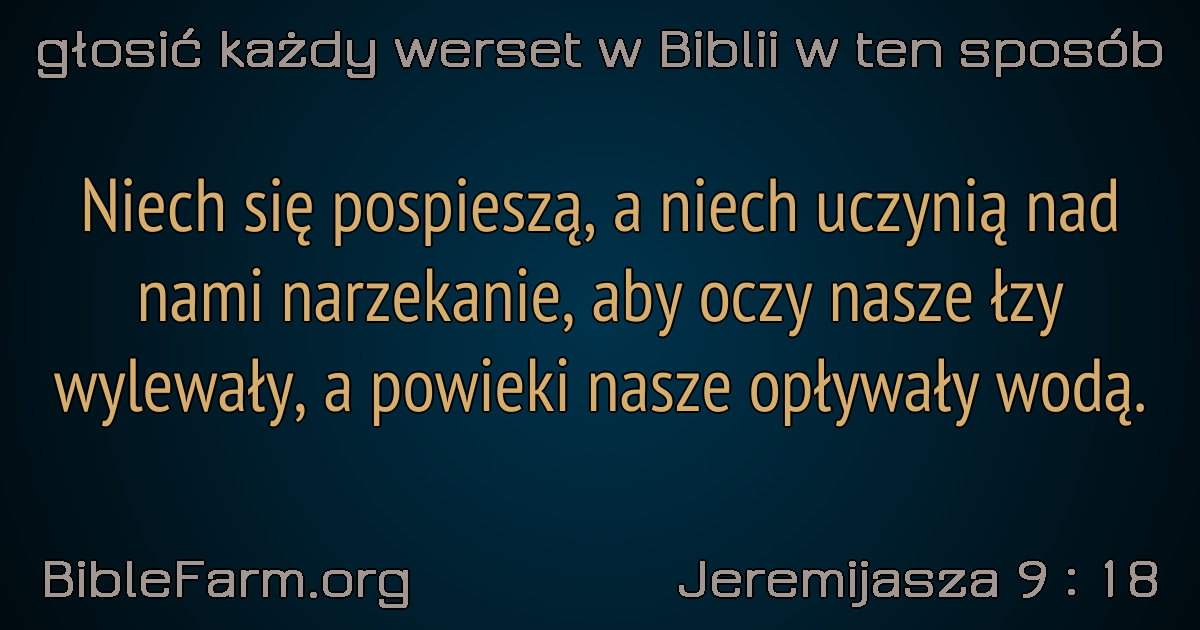 głosić każdy werset w Biblii w ten sposób
Niech się pospieszą, a niech uczynią nad
nami narzekanie, aby oczy nasze łzy
wylewały, a powieki nasze opływały wodą.
BibleFarm.org
Jeremijasza 9 : 18